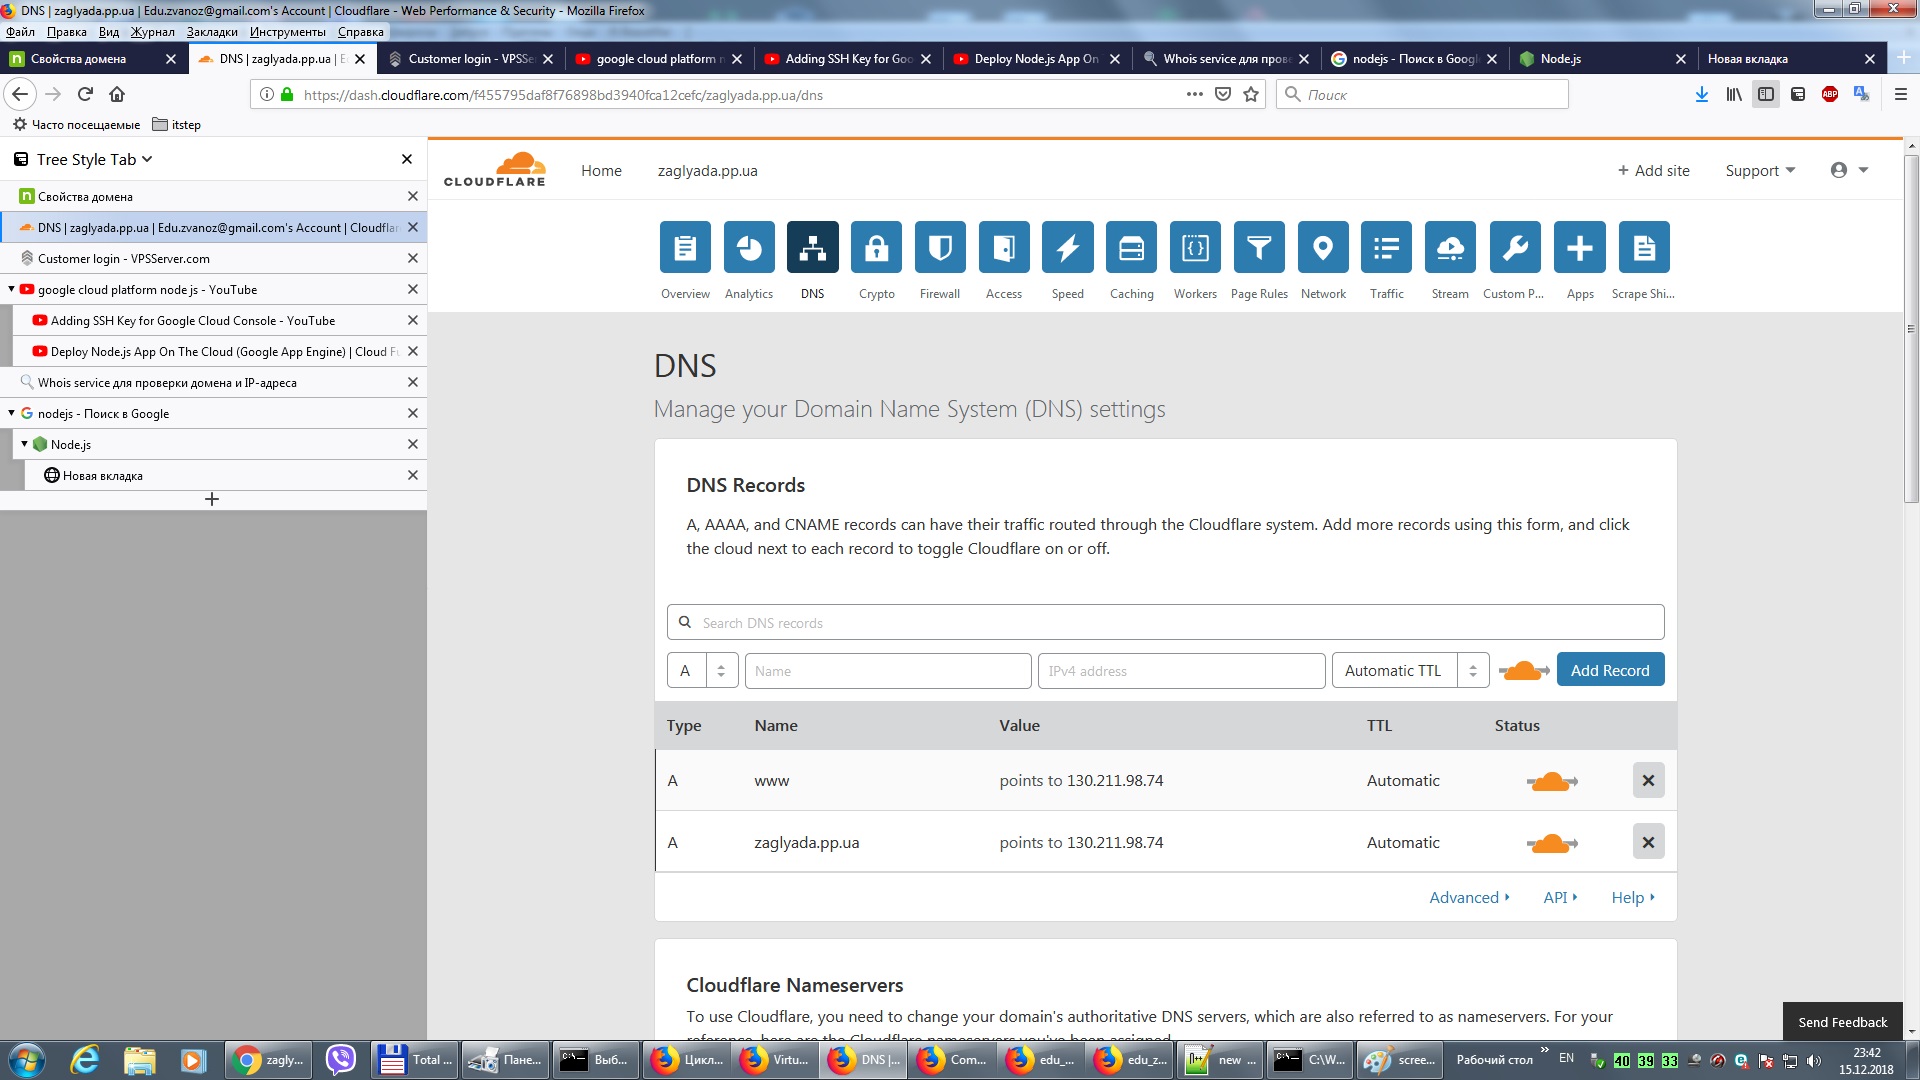 DNS | zaglyada.pp.ua | Edu.zvanoz@gmail.com's Account | Cloudflare - Web Performance & Security - Mozilla Firefox
Файл Правка Вид Журнал Закладки Инструменты Справка
Свойства домена DNS | zaglyada.pp.ua | E Customer login - VPSSe google cloud platform n Adding SSH Key for Goo Deploy Node.js App On Whois service для пров nodejs - Поиск в Googl Node.js Новая вкладка
https://dash.cloudflare.com/f455795daf8f76898bd3940fca12cefc/zaglyada.pp.ua/dns Поиск ABP
Часто посещаемые itstep
Tree Style Tab
Свойства домена
DNS | zaglyada.pp.ua | Edu.zvanoz@gmail.com's Account | Cloudflar
Customer login - VPSServer.com
google cloud platform node js - YouTube
Adding SSH Key for Google Cloud Console - YouTube
Deploy Node.js App On The Cloud (Google App Engine) | Cloud Fu
Whois service для проверки домена и IP-адреса
nodejs - Поиск в Google
Node.js
Новая вкладка
CLOUDFLARE Home zaglyada.pp.ua + Add site Support
Overview Analytics DNS Crypto Firewall Access Speed Caching Workers Page Rules Network Traffic Stream Custom P... Apps Scrape Shi...
DNS
Manage your Domain Name System (DNS) settings
DNS Records
A, AAAA, and CNAME records can have their traffic routed through the Cloudflare system. Add more records using this form, and click
the cloud next to each record to toggle Cloudflare on or off.
Search DNS records
A Name IPv4 address Automatic TTL Add Record
Type Name Value TTL Status
A www points to 130.211.98.74 Automatic
A zaglyada.pp.ua points to 130.211.98.74 Automatic
Advanced API Help
Cloudflare Nameservers
To use Cloudflare, you need to change your domain's authoritative DNS servers, which are also referred to as nameservers. For your
reference, here are the Cloudflare nameservers you've been assigned.
Send Feedback
zagly... Total ... Пане... Выб... Цикл... Virtu... DNS |... Com... edu_... edu_z... new ... C:\W... scree... Рабочий стол » EN 40 39 33 23:42
15.12.2018